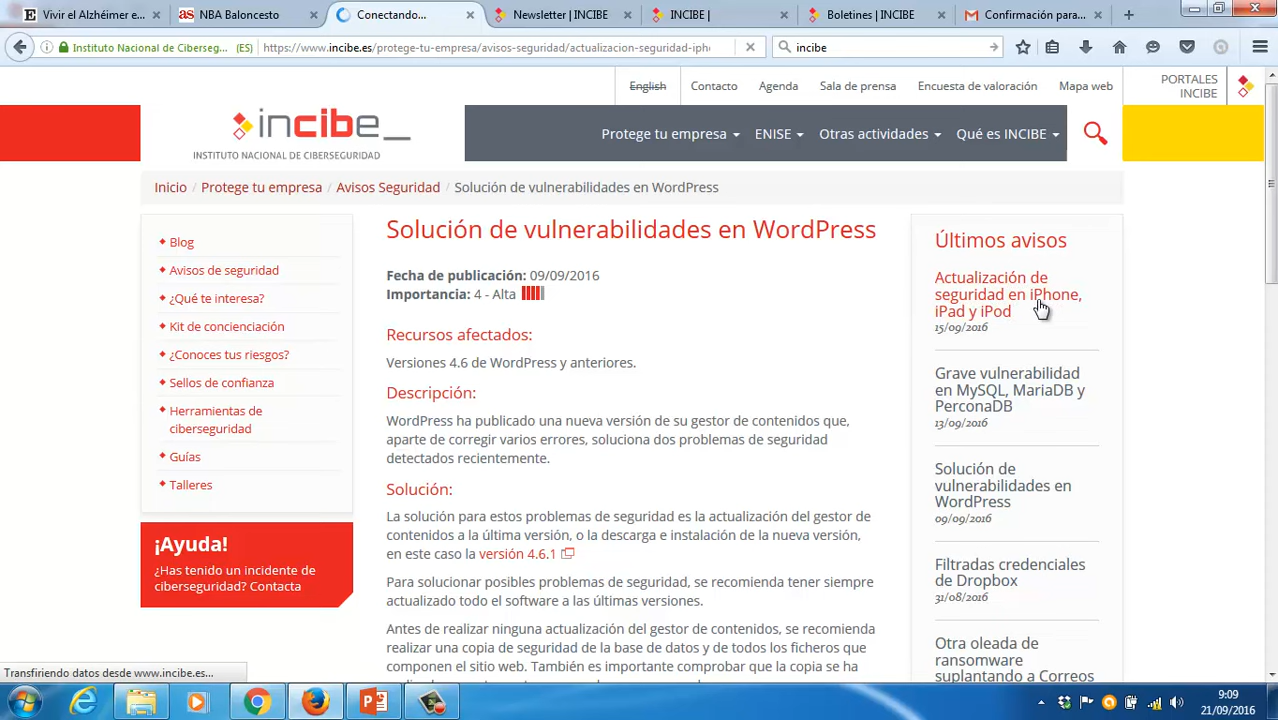 Vivir el Alzhéimer e...
NBA Baloncesto
Conectando...
Newsletter | INCIBE
INCIBE |
Boletines | INCIBE
Confirmación para...
Instituto Nacional de Ciberseg... (ES)
https://www.incibe.es/protege-tu-empresa/avisos-seguridad/actualizacion-seguridad-iph
incibe
English
Contacto
Agenda
Sala de prensa
Encuesta de valoración
Mapa web
PORTALES
INCIBE
incibe_
INSTITUTO NACIONAL DE CIBERSEGURIDAD
Protege tu empresa
ENISE
Otras actividades
Qué es INCIBE
Inicio / Protege tu empresa / Avisos Seguridad / Solución de vulnerabilidades en WordPress
Blog
Avisos de seguridad
¿Qué te interesa?
Kit de concienciación
¿Conoces tus riesgos?
Sellos de confianza
Herramientas de
ciberseguridad
Guías
Talleres
¡Ayuda!
¿Has tenido un incidente de
ciberseguridad? Contacta
Solución de vulnerabilidades en WordPress
Fecha de publicación: 09/09/2016
Importancia: 4 - Alta
Recursos afectados:
Versiones 4.6 de WordPress y anteriores.
Descripción:
WordPress ha publicado una nueva versión de su gestor de contenidos que,
aparte de corregir varios errores, soluciona dos problemas de seguridad
detectados recientemente.
Solución:
La solución para estos problemas de seguridad es la actualización del gestor de
contenidos a la última versión, o la descarga e instalación de la nueva versión,
en este caso la versión 4.6.1
Para solucionar posibles problemas de seguridad, se recomienda tener siempre
actualizado todo el software a las últimas versiones.
Antes de realizar ninguna actualización del gestor de contenidos, se recomienda
realizar una copia de seguridad de la base de datos y de todos los ficheros que
componen el sitio web. También es importante comprobar que la copia se ha
Últimos avisos
Actualización de
seguridad en iPhone,
iPad y iPod
15/09/2016
Grave vulnerabilidad
en MySQL, MariaDB y
PerconaDB
13/09/2016
Solución de
vulnerabilidades en
WordPress
09/09/2016
Filtradas credenciales
de Dropbox
31/08/2016
Otra oleada de
ransomware
suplantando a Correos
Transfiriendo datos desde www.incibe.es...
9:09
21/09/2016